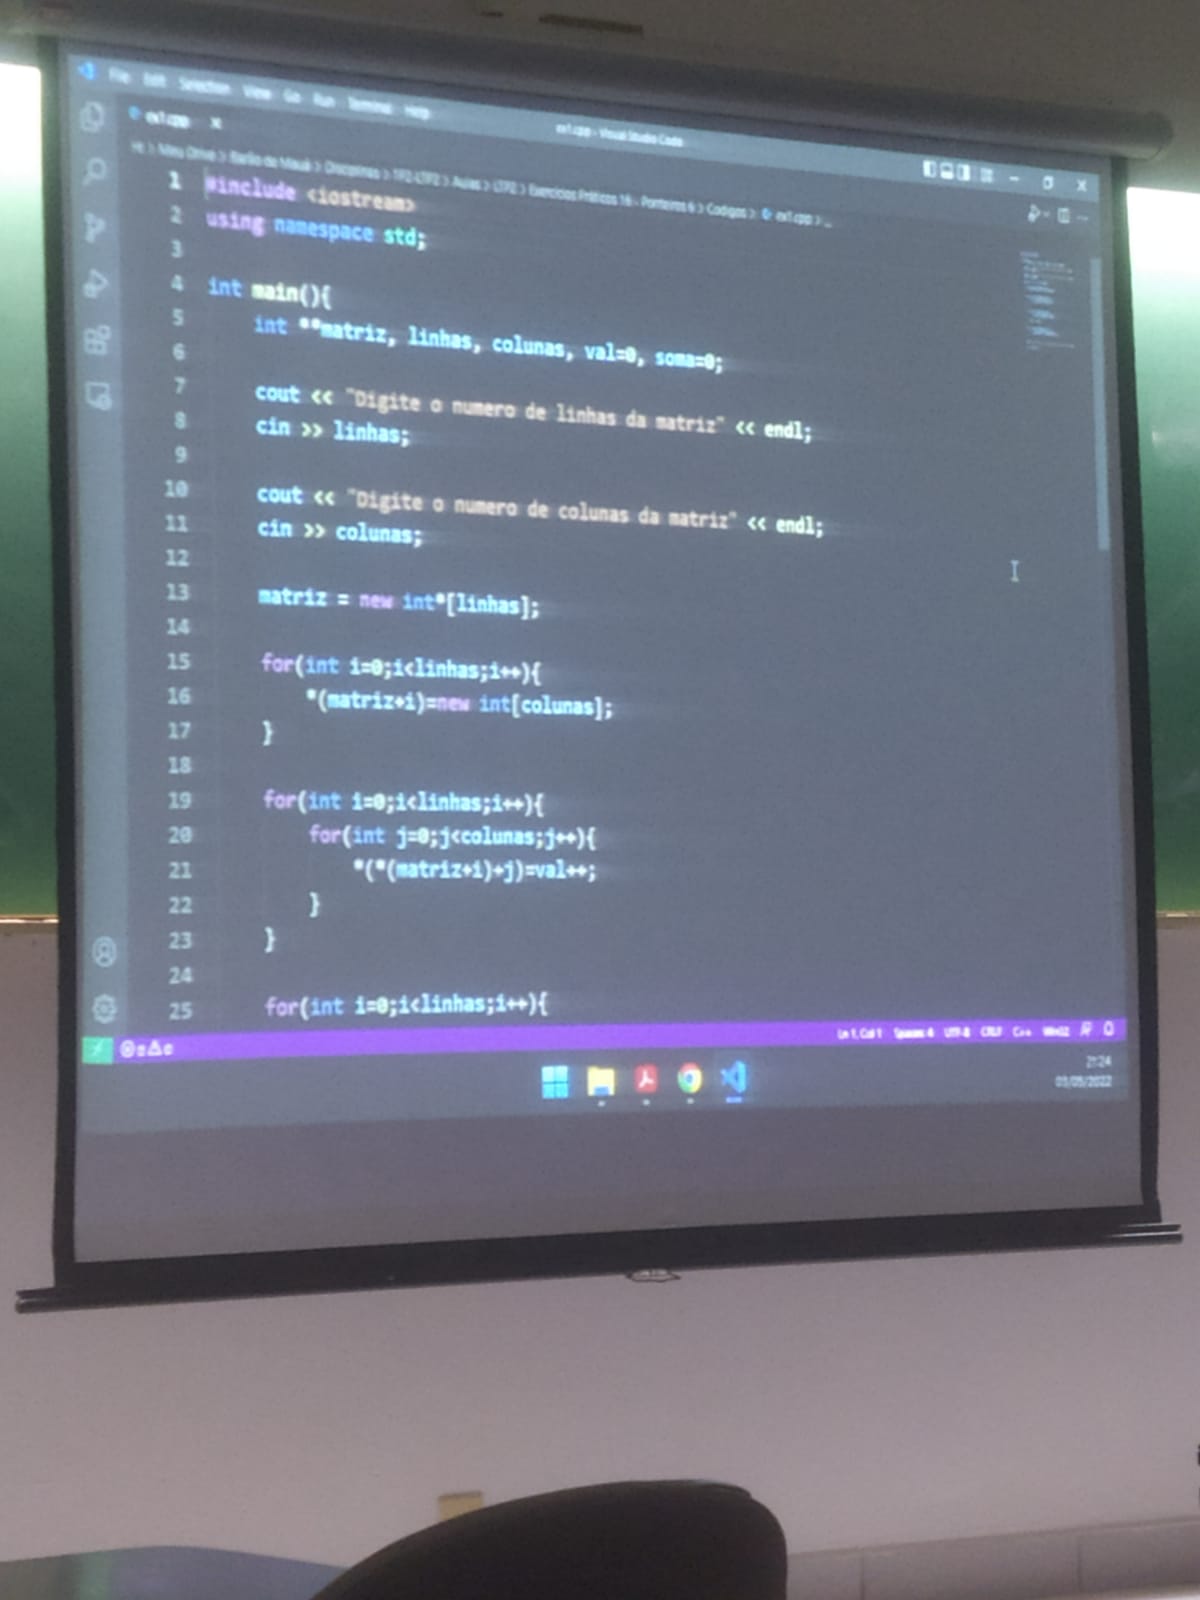 File Edit Selection View Go Run Terminal Help
ex1.cpp - Visual Studio Code
ex1.cpp
> Meu Drive > Barão de Mauá > Disciplinas > TP2-LTP2 > Aulas > LTP2 > Exercícios Práticos 16 - Ponteiros 6 > Codigos > ex1.cpp > ...
1 #include <iostream>
2 using namespace std;
3
4 int main(){
5 int **matriz, linhas, colunas, val=0, soma=0;
6
7 cout << "Digite o numero de linhas da matriz" << endl;
8 cin >> linhas;
9
10 cout << "Digite o numero de colunas da matriz" << endl;
11 cin >> colunas;
12
13 matriz = new int*[linhas];
14
15 for(int i=0;i<linhas;i++){
16 *(matriz+i)=new int[colunas];
17 }
18
19 for(int i=0;i<linhas;i++){
20 for(int j=0;j<colunas;j++){
21 *(*(matriz+i)+j)=val++;
22 }
23 }
24
25 for(int i=0;i<linhas;i++){
0 0 Ln 1, Col 1 Spaces: 4 UTF-8 CRLF C++ Win32
21:24
03/05/2022